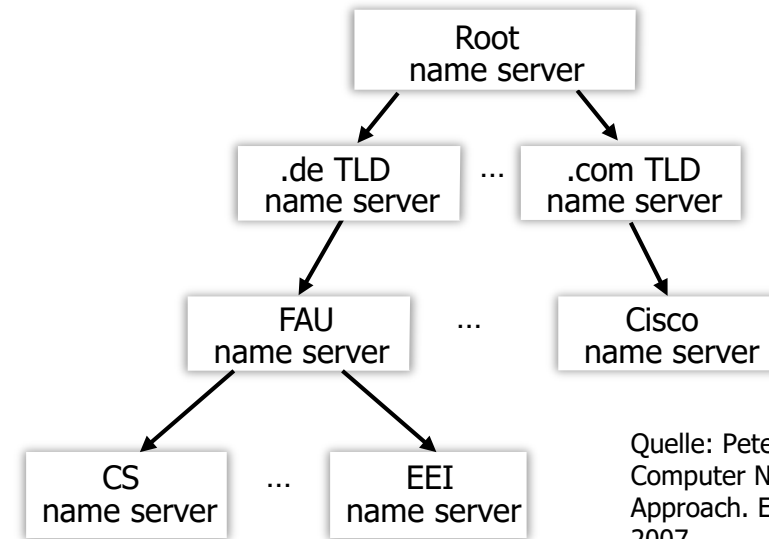 Root
name server
.de TLD
name server
...
.com TLD
name server
FAU
name server
...
Cisco
name server
CS
name server
...
EEI
name server
Quelle:
Computer
Approach.
2007